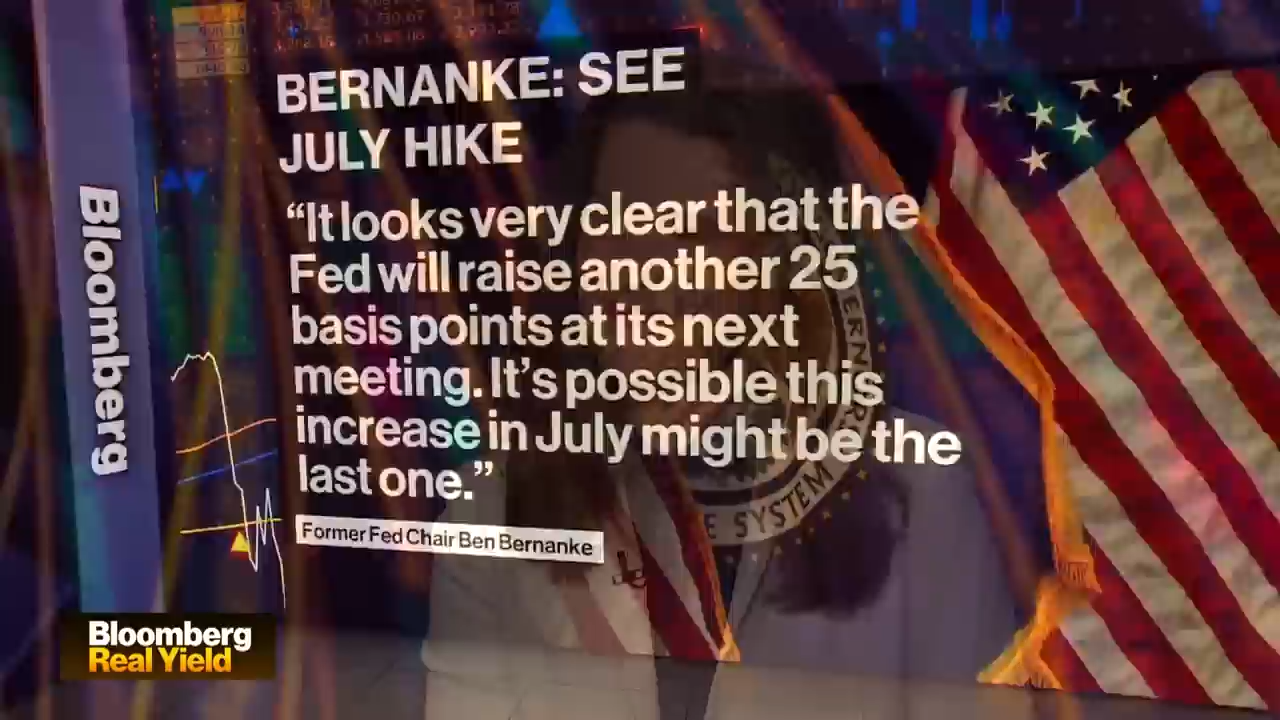 BERNANKE: SEE
JULY HIKE
“It looks very clear that the
Fed will raise another 25
basis points at its next
meeting. It’s possible this
increase in July might be the
last one.”
Former Fed Chair Ben Bernanke
Bloomberg
E SYSTEM
Bloomberg
Real Yield